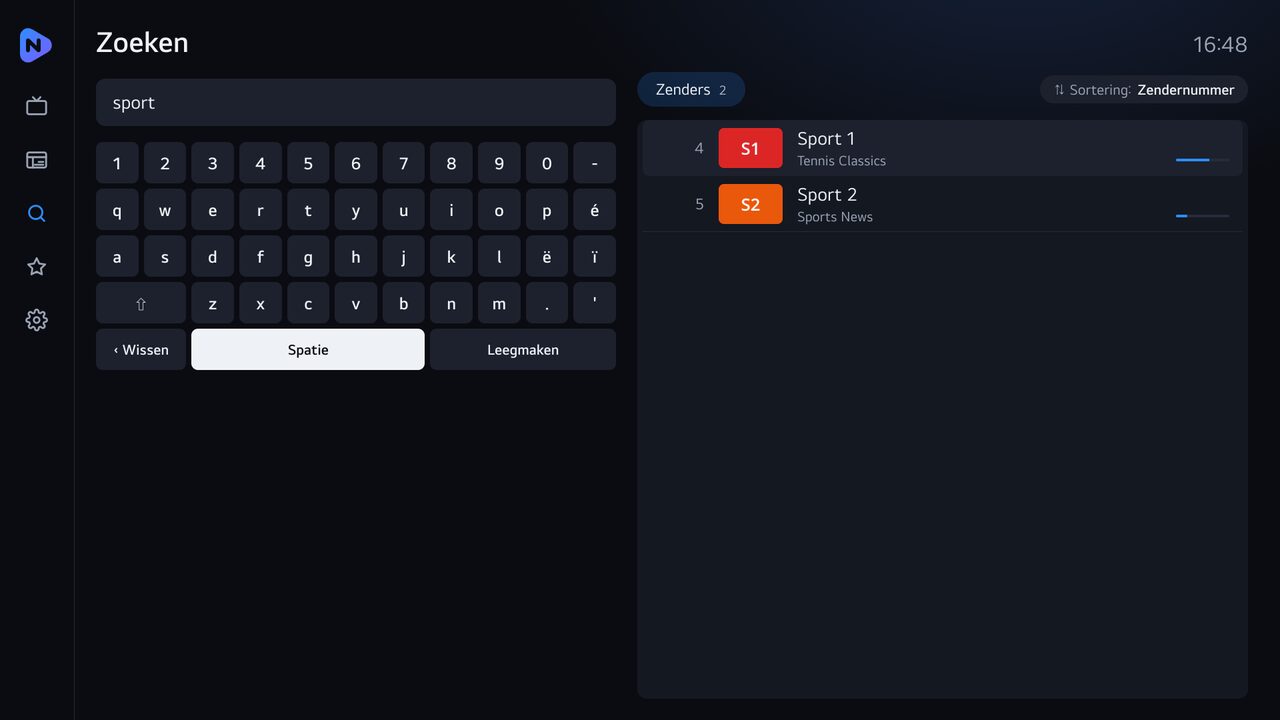 N
Zoeken
16:48
sport
1 2 3 4 5 6 7 8 9 0 -
q w e r t y u i o p é
a s d f g h j k l ë ï
⇧ z x c v b n m . '
‹ Wissen Spatie Leegmaken
Zenders 2
Sortering: Zendernummer
4 S1 Sport 1
Tennis Classics
5 S2 Sport 2
Sports News